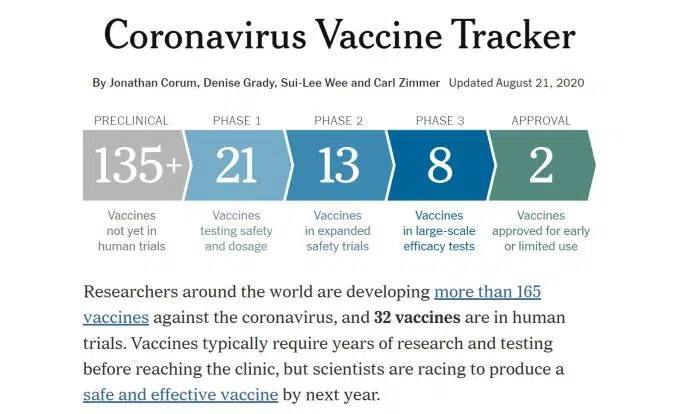 Coronavirus Vaccine Tracker
By Jonathan Corum, Denise Grady, Sui-Lee Wee and Carl Zimmer Updated August 21, 2020
PRECLINICAL PHASE 1 PHASE 2 PHASE 3 APPROVAL
135+ 21 13 8 2
Vaccines Vaccines Vaccines Vaccines Vaccines
not yet in testing safety in expanded in large-scale approved for early
human trials and dosage safety trials efficacy tests or limited use
Researchers around the world are developing more than 165
vaccines against the coronavirus, and 32 vaccines are in human
trials. Vaccines typically require years of research and testing
before reaching the clinic, but scientists are racing to produce a
safe and effective vaccine by next year.